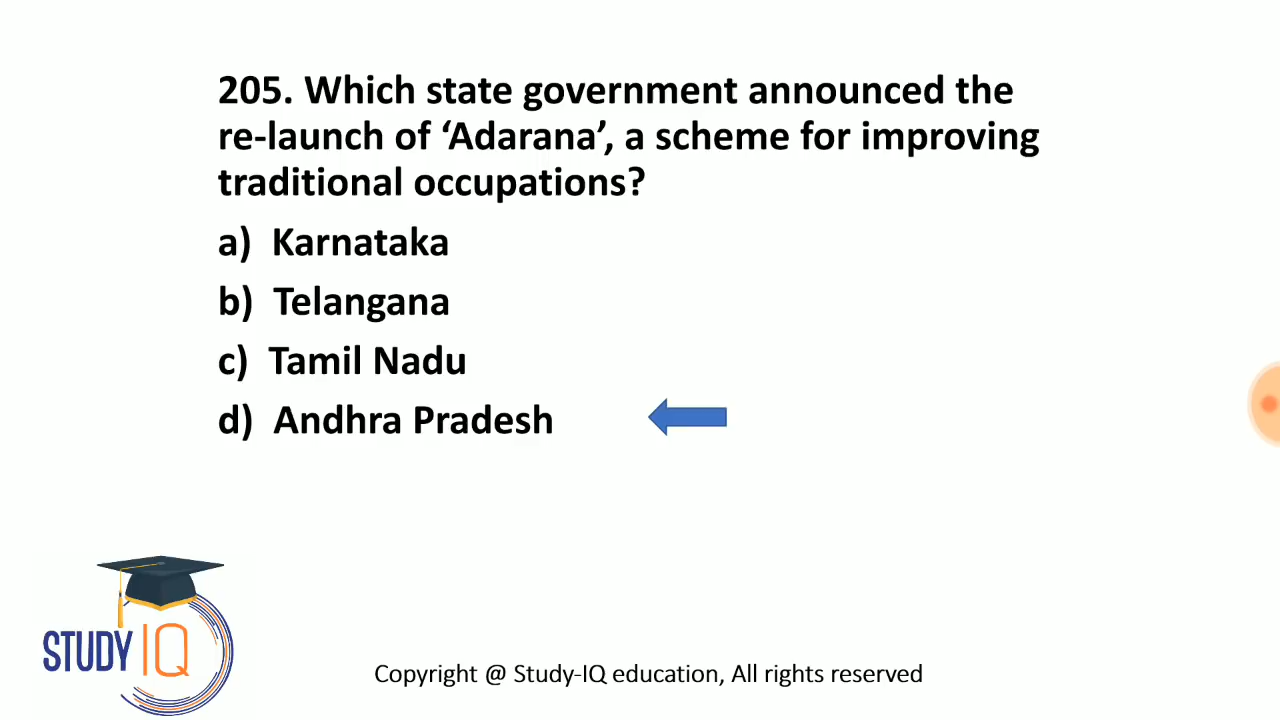 205. Which state government announced the
re-launch of ‘Adarana’, a scheme for improving
traditional occupations?
a) Karnataka
b) Telangana
c) Tamil Nadu
d) Andhra Pradesh
STUDY IQ
Copyright @ Study-IQ education, All rights reserved